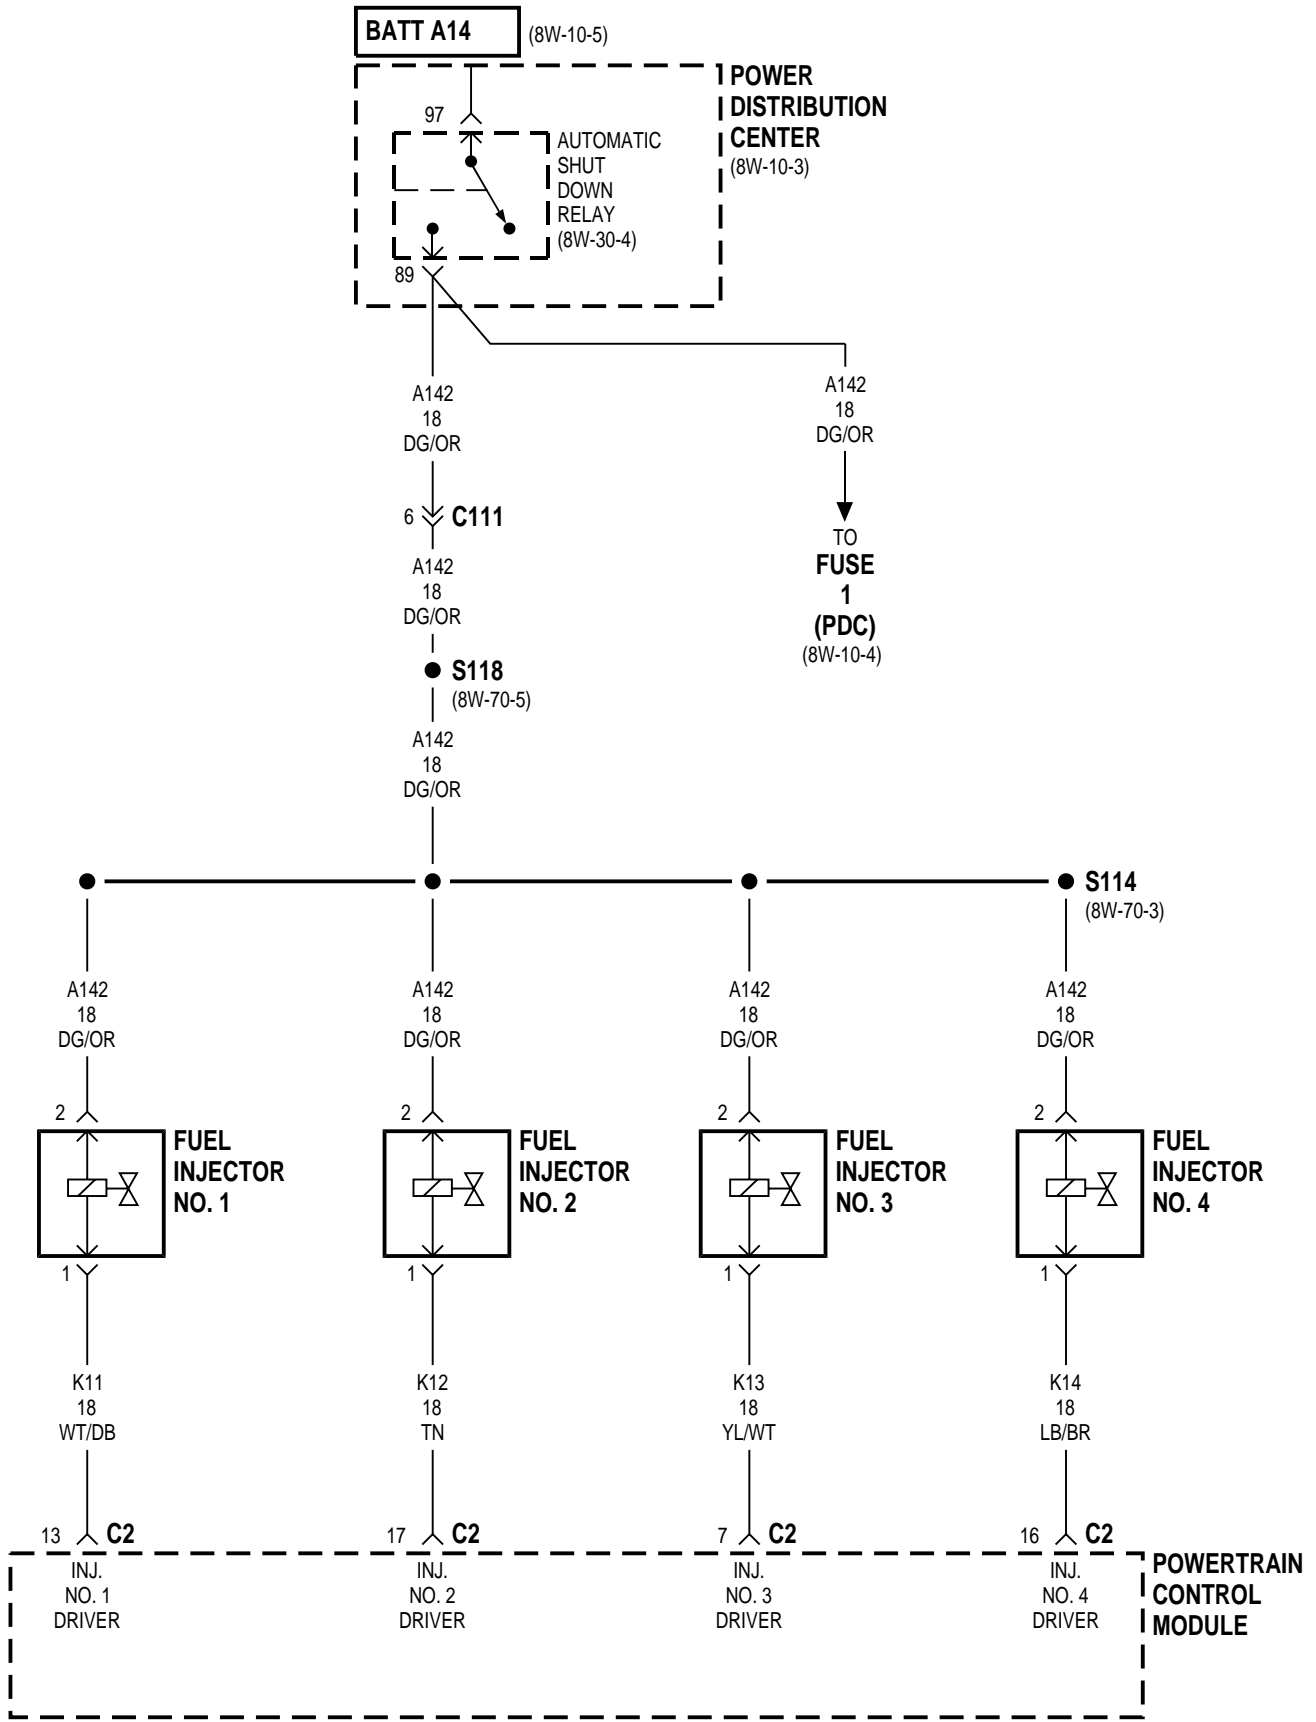 BATT A14
(8W-10-5)
POWER
DISTRIBUTION
CENTER
(8W-10-3)
97
AUTOMATIC
SHUT
DOWN
RELAY
(8W-30-4)
89
A142
18
DG/OR
A142
18
DG/OR
6
C111
TO
FUSE
1
(PDC)
(8W-10-4)
A142
18
DG/OR
S118
(8W-70-5)
A142
18
DG/OR
S114
(8W-70-3)
A142
18
DG/OR
A142
18
DG/OR
A142
18
DG/OR
A142
18
DG/OR
2
FUEL
INJECTOR
NO. 1
1
2
FUEL
INJECTOR
NO. 2
1
2
FUEL
INJECTOR
NO. 3
1
2
FUEL
INJECTOR
NO. 4
1
K11
18
WT/DB
K12
18
TN
K13
18
YL/WT
K14
18
LB/BR
13 C2
17 C2
7 C2
16 C2
INJ.
NO. 1
DRIVER
INJ.
NO. 2
DRIVER
INJ.
NO. 3
DRIVER
INJ.
NO. 4
DRIVER
POWERTRAIN
CONTROL
MODULE